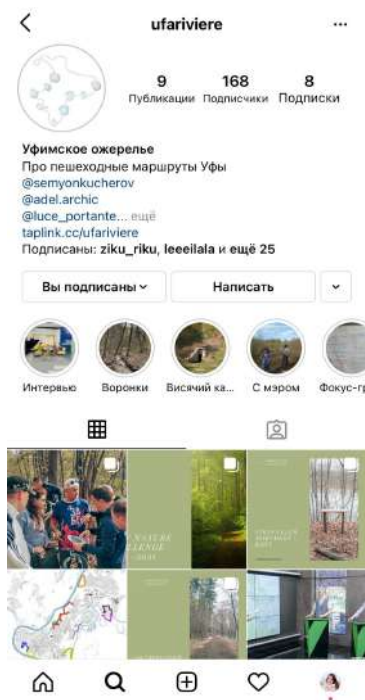 ufariviere
9 168 8
Публикации Подписчики Подписки
Уфимское ожерелье
Про пешеходные маршруты Уфы
@semyonkucherov
@adel.archic
@luce_portante... ещё
taplink.cc/ufariviere
Подписаны: ziku_riku, leeeilala и ещё 25
Вы подписаны Написать
Интервью Воронки Висячий ка... С мэром Фокус-гр